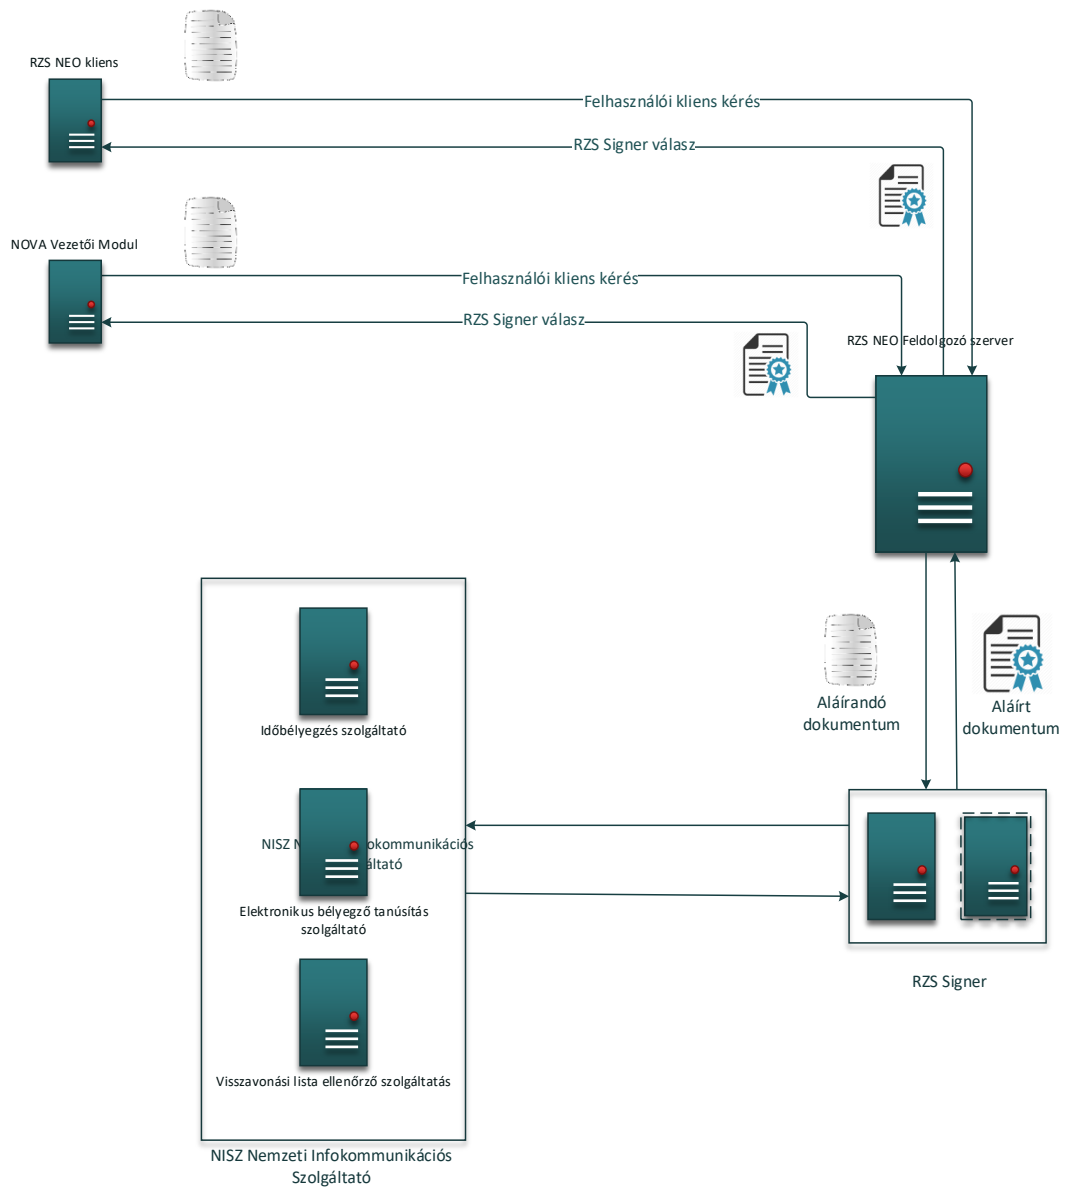 RZS NEO kliens
Felhasználói kliens kérés
RZS Signer válasz
NOVA Vezetői Modul
Felhasználói kliens kérés
RZS Signer válasz
RZS NEO Feldolgozó szerver
Aláírandó
dokumentum
Aláírt
dokumentum
Időbélyegzés szolgáltató
NISZ
Elektronikus bélyegző tanúsítás
szolgáltató
Visszavonási lista ellenőrző szolgáltatás
RZS Signer
NISZ Nemzeti Infokommunikációs
Szolgáltató